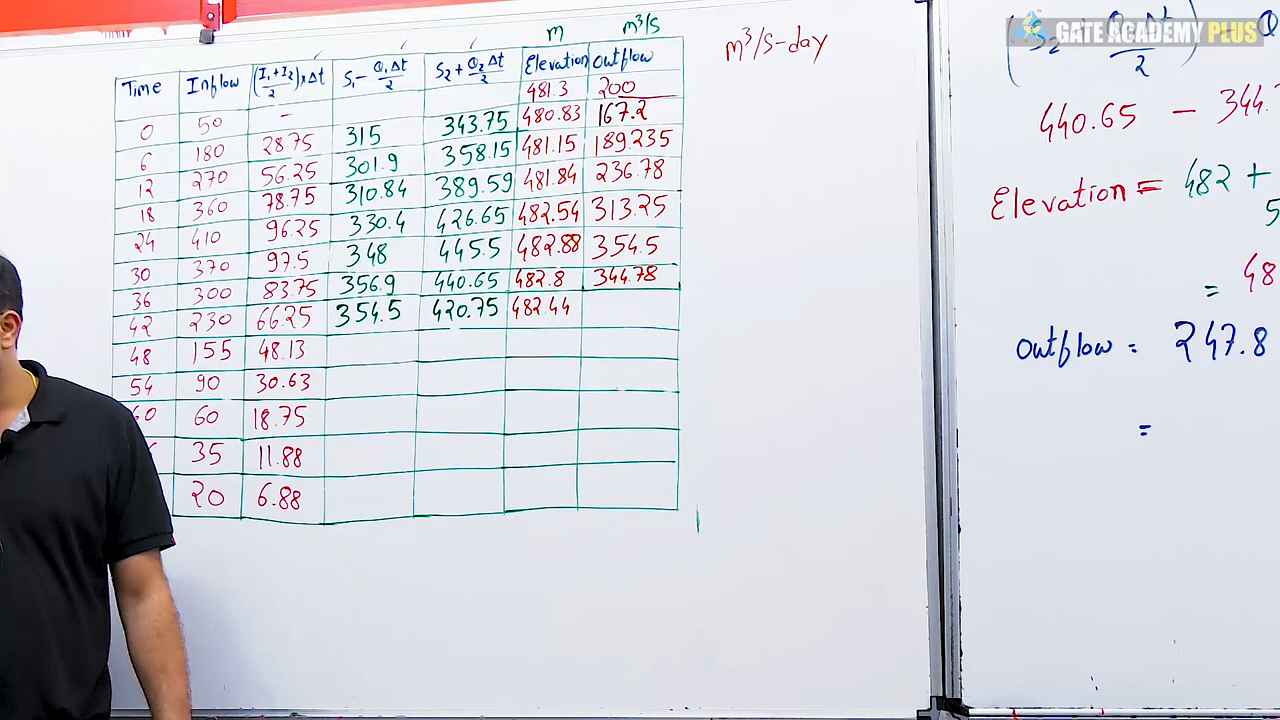 GATE ACADEMY PLUS
m m³/s
Time Inflow (I₁+I₂)/2 × Δt S₁ - Q₁Δt/2 S₂ + Q₂Δt/2 Elevation Outflow
481.3 200
0 50 - 343.75 480.83 167.2
6 180 28.75 315 358.15 481.15 189.235
12 270 56.25 301.9 389.59 481.84 236.78
18 360 78.75 310.84 426.65 482.54 313.25
24 410 96.25 330.4 445.5 482.88 354.5
30 370 97.5 348 440.65 482.8 344.78
36 300 83.75 356.9 420.75 482.44
42 230 66.25 354.5
48 155 48.13
54 90 30.63
60 60 18.75
35 11.88
20 6.88
m³/s-day
440.65 - 344.7
Elevation = 482 +
= 48
Outflow = 247.8
=